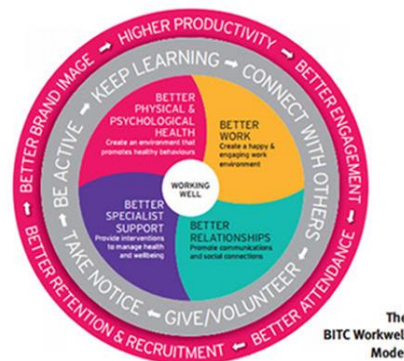 HIGHER PRODUCTIVITY
BETTER ENGAGEMENT
BETTER ATTENDANCE
BETTER RETENTION & RECRUITMENT
BETTER BRAND IMAGE
KEEP LEARNING
CONNECT WITH OTHERS
GIVE/VOLUNTEER
TAKE NOTICE
BE ACTIVE
BETTER
PHYSICAL &
PSYCHOLOGICAL
HEALTH
Create an environment that
promotes healthy behaviours
BETTER
WORK
Create a happy &
engaging work
environment
WORKING
WELL
BETTER
SPECIALIST
SUPPORT
Provide interventions
to manage health
and wellbeing
BETTER
RELATIONSHIPS
Promote communications
and social connections
The
BITC Workwel
Mode